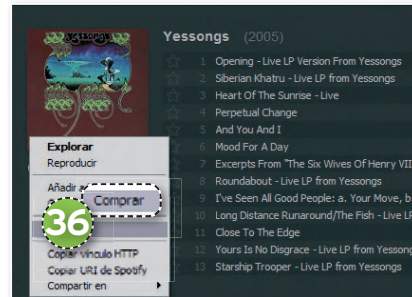 Yessongs (2005)
1 Opening - Live LP Version From Yessongs
2 Siberian Khatru - Live LP from Yessongs
3 Heart Of The Sunrise - Live
4 Perpetual Change
5 And You And I
6 Mood For A Day
7 Excerpts From "The Six Wives Of Henry VIII
8 Roundabout - Live LP from Yessongs
9 I've Seen All Good People: a. Your Move, b
10 Long Distance Runaround/The Fish - Live LP
11 Close To The Edge
12 Yours Is No Disgrace - Live LP from Yessong
13 Starship Trooper - Live LP from Yessongs
Explorar
Reproducir
Añadir a
Comprar
36
Copiar vínculo HTTP
Copiar URI de Spotify
Compartir en